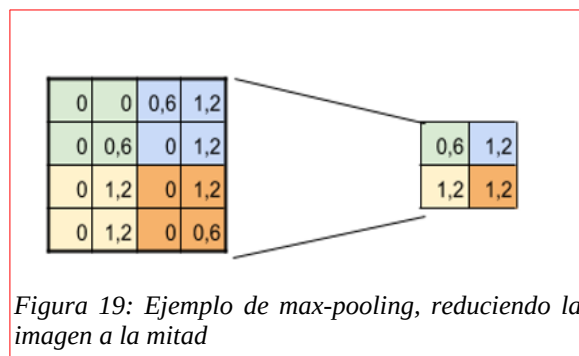 0 0 0,6 1,2
0 0,6 0 1,2
0 1,2 0 1,2
0 1,2 0 0,6
0,6 1,2
1,2 1,2
Figura 19: Ejemplo de max-pooling, reduciendo la
imagen a la mitad